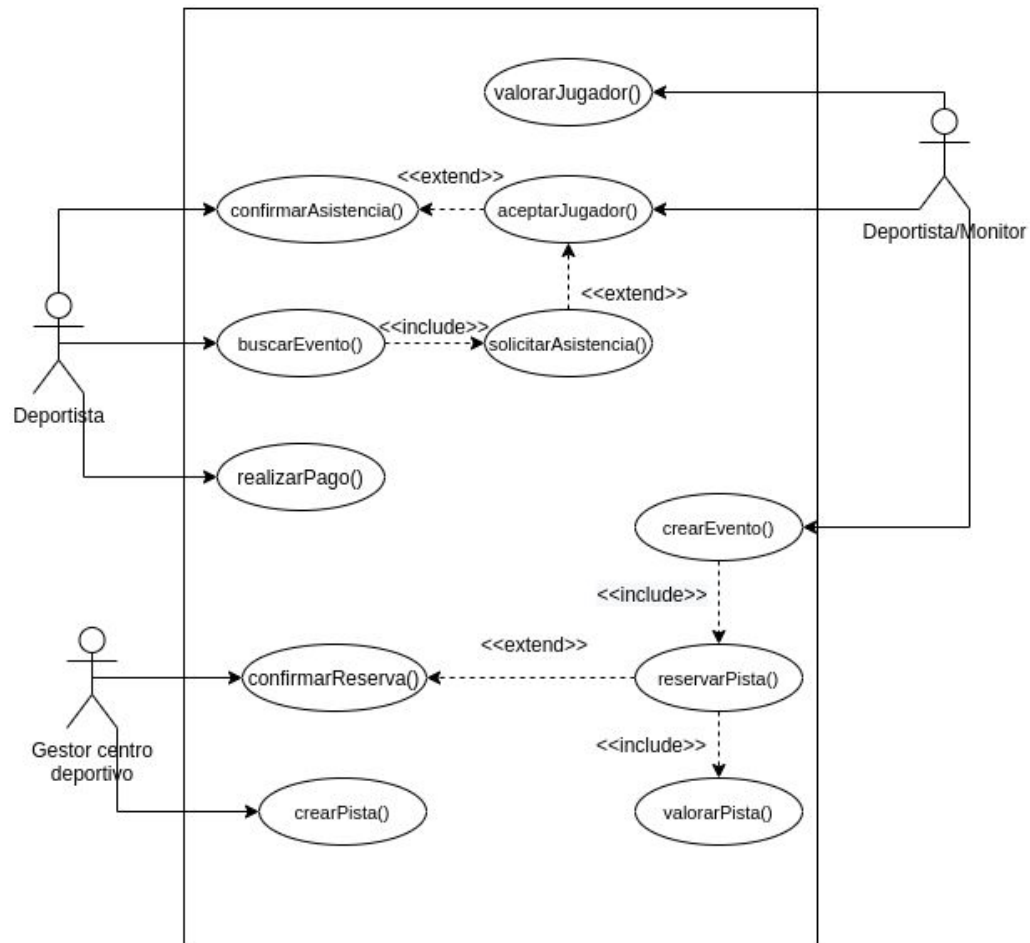 valorarJugador()
<<extend>>
confirmarAsistencia()
aceptarJugador()
Deportista/Monitor
<<extend>>
<<include>>
buscarEvento()
solicitarAsistencia()
Deportista
realizarPago()
crearEvento()
<<include>>
<<extend>>
confirmarReserva()
reservarPista()
Gestor centro
deportivo
<<include>>
crearPista()
valorarPista()